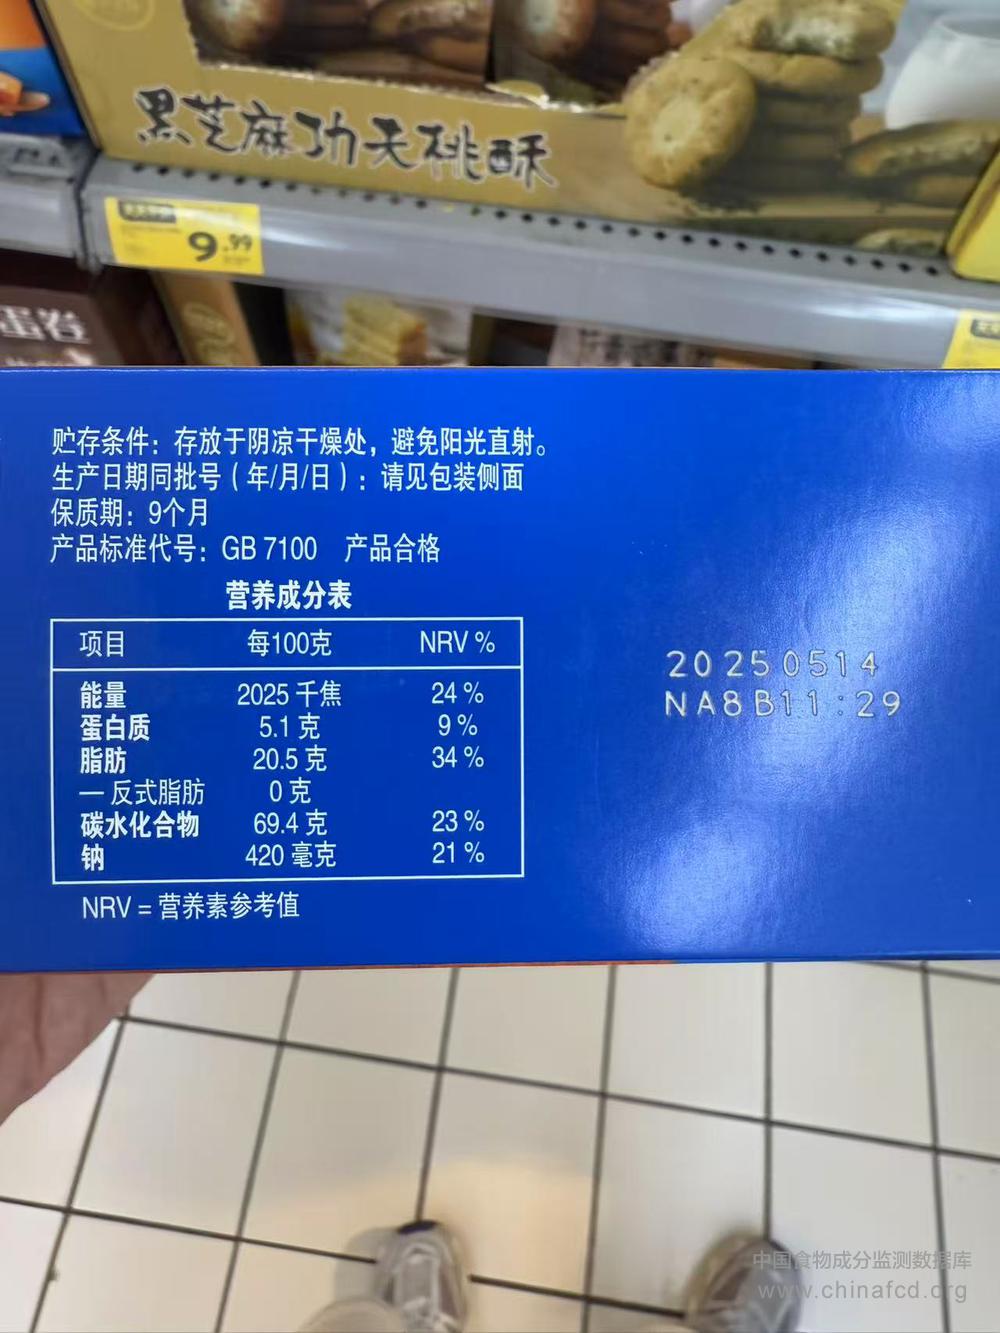 黑芝麻功夫桃酥
9.99
蛋卷
贮存条件：存放于阴凉干燥处，避免阳光直射。
生产日期同批号（年/月/日）：请见包装侧面
保质期：9个月
产品标准代号：GB 7100 产品合格
营养成分表
项目 每100克 NRV %
能量 2025 千焦 24 %
蛋白质 5.1 克 9 %
脂肪 20.5 克 34 %
— 反式脂肪 0 克
碳水化合物 69.4 克 23 %
钠 420 毫克 21 %
NRV = 营养素参考值
20250514
NA8B11:29
中国食物成分监测数据库
www.chinafcd.org